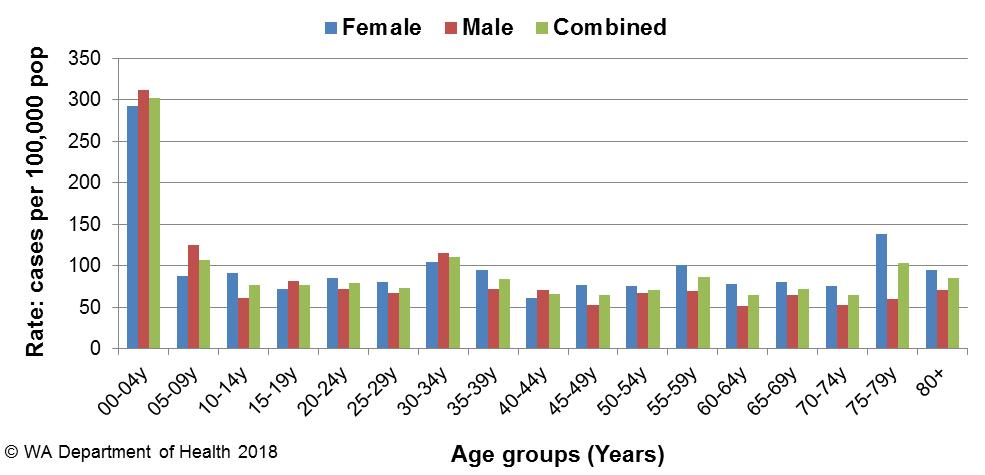 Female Male Combined
Rate: cases per 100,000 pop
350
300
250
200
150
100
50
0
00-04y 05-09y 10-14y 15-19y 20-24y 25-29y 30-34y 35-39y 40-44y 45-49y 50-54y 55-59y 60-64y 65-69y 70-74y 75-79y 80+
© WA Department of Health 2018
Age groups (Years)